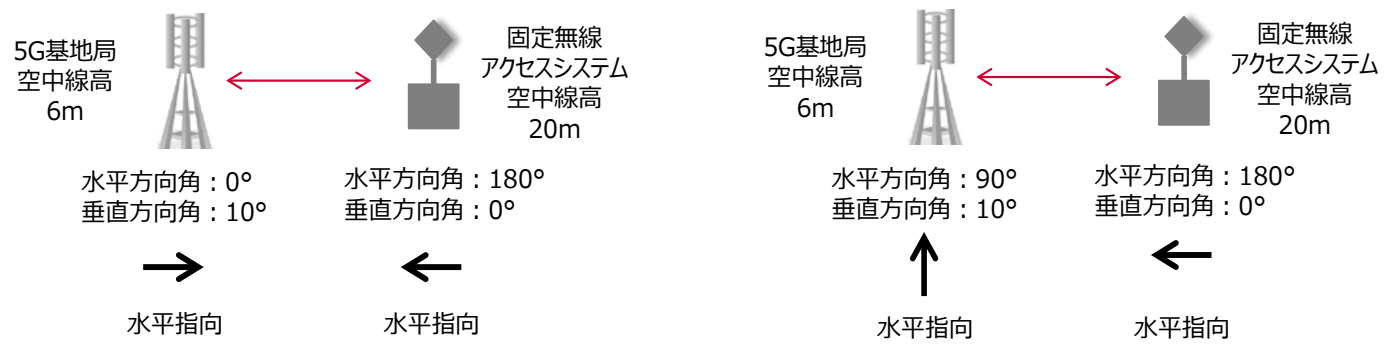 5G基地局
空中線高
6m
固定無線
アクセスシステム
空中線高
20m
水平方向角：0°
垂直方向角：10°
水平方向角：180°
垂直方向角：0°
水平指向
水平指向
5G基地局
空中線高
6m
固定無線
アクセスシステム
空中線高
20m
水平方向角：90°
垂直方向角：10°
水平方向角：180°
垂直方向角：0°
水平指向
水平指向